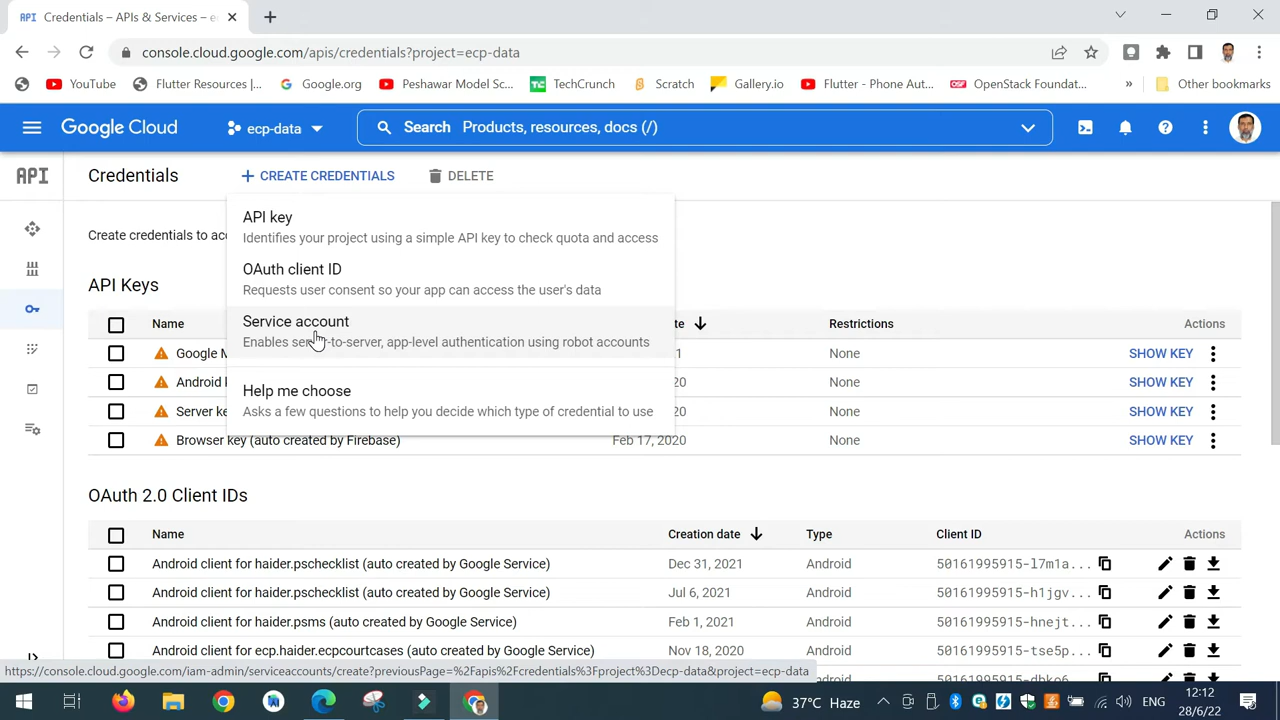 API Credentials – APIs & Services – e
console.cloud.google.com/apis/credentials?project=ecp-data
YouTube
Flutter Resources |...
Google.org
Peshawar Model Sc...
TechCrunch
Scratch
Gallery.io
Flutter - Phone Aut...
OpenStack Foundat...
»
Other bookmarks
Google Cloud
ecp-data
Search Products, resources, docs (/)
API
Credentials
+ CREATE CREDENTIALS
DELETE
API key
Identifies your project using a simple API key to check quota and access
Create credentials to ac
OAuth client ID
Requests user consent so your app can access the user's data
API Keys
Service account
Enables server-to-server, app-level authentication using robot accounts
Help me choose
Asks a few questions to help you decide which type of credential to use
Name
te
Restrictions
Actions
Google M
1
None
SHOW KEY
Android k
20
None
SHOW KEY
Server ke
20
None
SHOW KEY
Browser key (auto created by Firebase)
Feb 17, 2020
None
SHOW KEY
OAuth 2.0 Client IDs
Name
Creation date
Type
Client ID
Actions
Android client for haider.pschecklist (auto created by Google Service)
Dec 31, 2021
Android
50161995915-l7m1a...
Android client for haider.pschecklist (auto created by Google Service)
Jul 6, 2021
Android
50161995915-h1jgv...
Android client for haider.psms (auto created by Google Service)
Feb 1, 2021
Android
50161995915-hnejt...
Android client for ecp.haider.ecpcourtcases (auto created by Google Service)
Nov 18, 2020
Android
50161995915-tse5p...
https://console.cloud.google.com/iam-admin/serviceaccounts/create?previousPage=%2Fapis%2Fcredentials%3Fproject%3Decp-data&project=ecp-data
37°C Haze
ENG
12:12
28/6/22